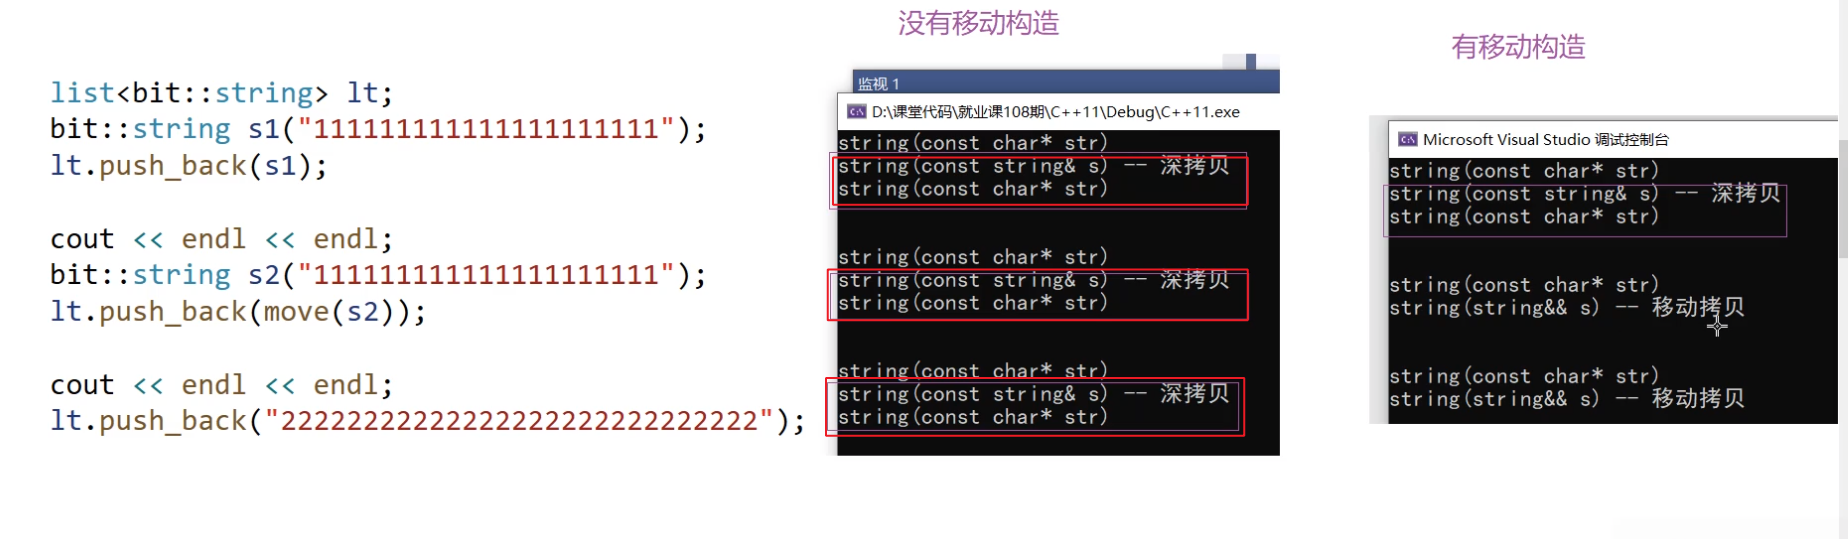 没有移动构造
有移动构造
list<bit::string> lt;
bit::string s1("111111111111111111111");
lt.push_back(s1);
cout << endl << endl;
bit::string s2("111111111111111111111");
lt.push_back(move(s2));
cout << endl << endl;
lt.push_back("22222222222222222222222222222");
监视 1
D:\课堂代码\就业课108期\C++11\Debug\C++11.exe
string(const char* str)
string(const string& s) -- 深拷贝
string(const char* str)
string(const char* str)
string(const string& s) -- 深拷贝
string(const char* str)
string(const char* str)
string(const string& s) -- 深拷贝
string(const char* str)
Microsoft Visual Studio 调试控制台
string(const char* str)
string(const string& s) -- 深拷贝
string(const char* str)
string(const char* str)
string(string&& s) -- 移动拷贝
string(const char* str)
string(string&& s) -- 移动拷贝